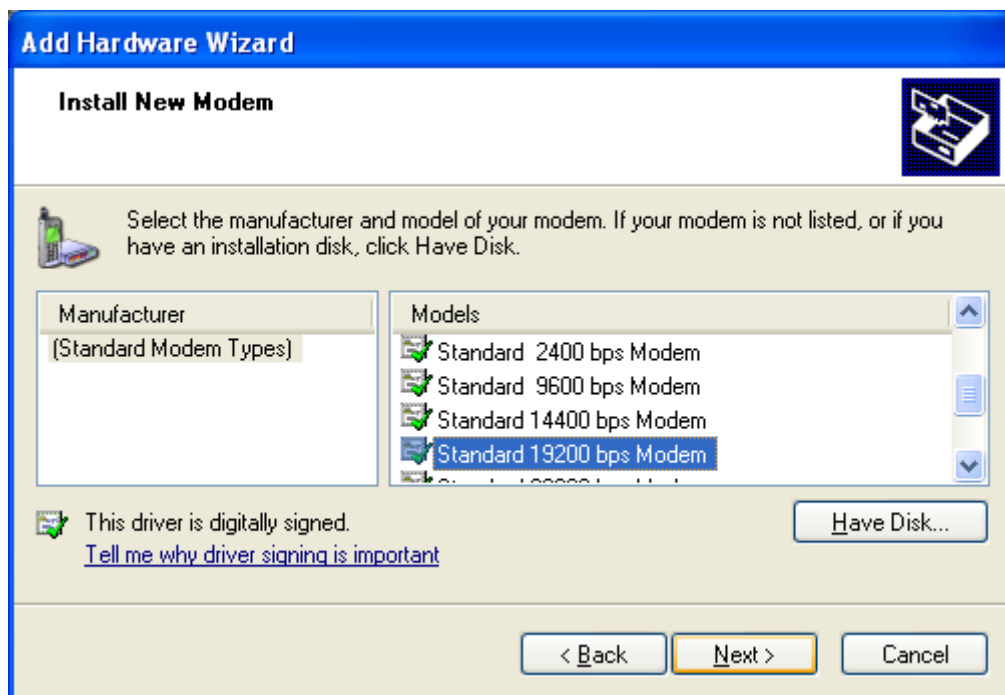 Add Hardware Wizard
Install New Modem
Select the manufacturer and model of your modem. If your modem is not listed, or if you
have an installation disk, click Have Disk.
Manufacturer
(Standard Modem Types)
Models
Standard 2400 bps Modem
Standard 9600 bps Modem
Standard 14400 bps Modem
Standard 19200 bps Modem
This driver is digitally signed.
Tell me why driver signing is important
Have Disk...
< Back
Next >
Cancel